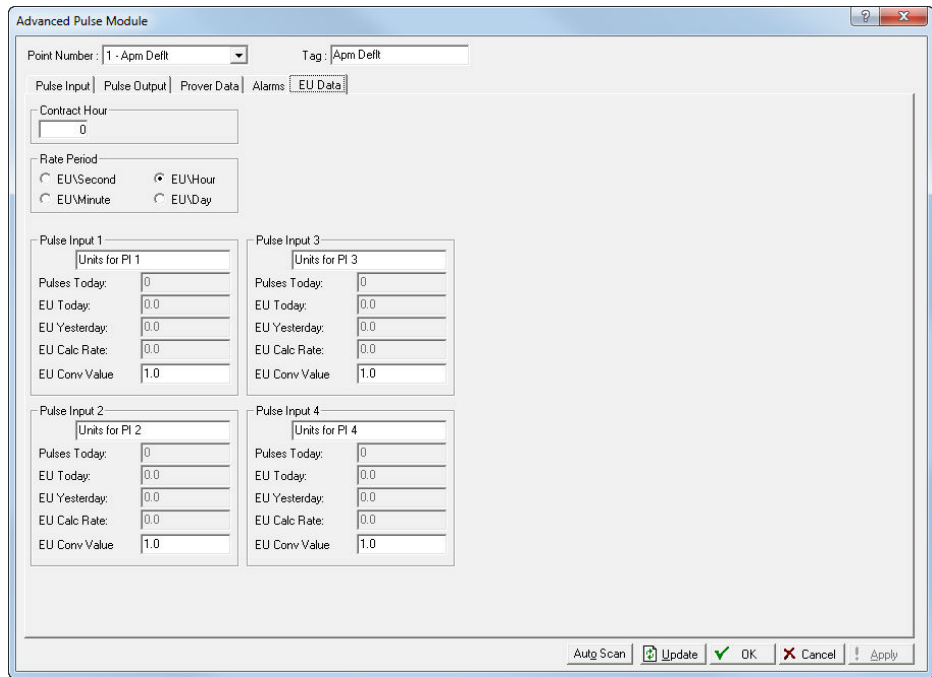 Advanced Pulse Module
Point Number : 1 - Apm Deflt Tag : Apm Deflt
Pulse Input Pulse Output Prover Data Alarms EU Data
Contract Hour
0
Rate Period
EU\Second EU\Hour
EU\Minute EU\Day
Pulse Input 1
Units for PI 1
Pulses Today: 0
EU Today: 0.0
EU Yesterday: 0.0
EU Calc Rate: 0.0
EU Conv Value 1.0
Pulse Input 3
Units for PI 3
Pulses Today: 0
EU Today: 0.0
EU Yesterday: 0.0
EU Calc Rate: 0.0
EU Conv Value 1.0
Pulse Input 2
Units for PI 2
Pulses Today: 0
EU Today: 0.0
EU Yesterday: 0.0
EU Calc Rate: 0.0
EU Conv Value 1.0
Pulse Input 4
Units for PI 4
Pulses Today: 0
EU Today: 0.0
EU Yesterday: 0.0
EU Calc Rate: 0.0
EU Conv Value 1.0
Auto Scan Update OK Cancel ! Apply